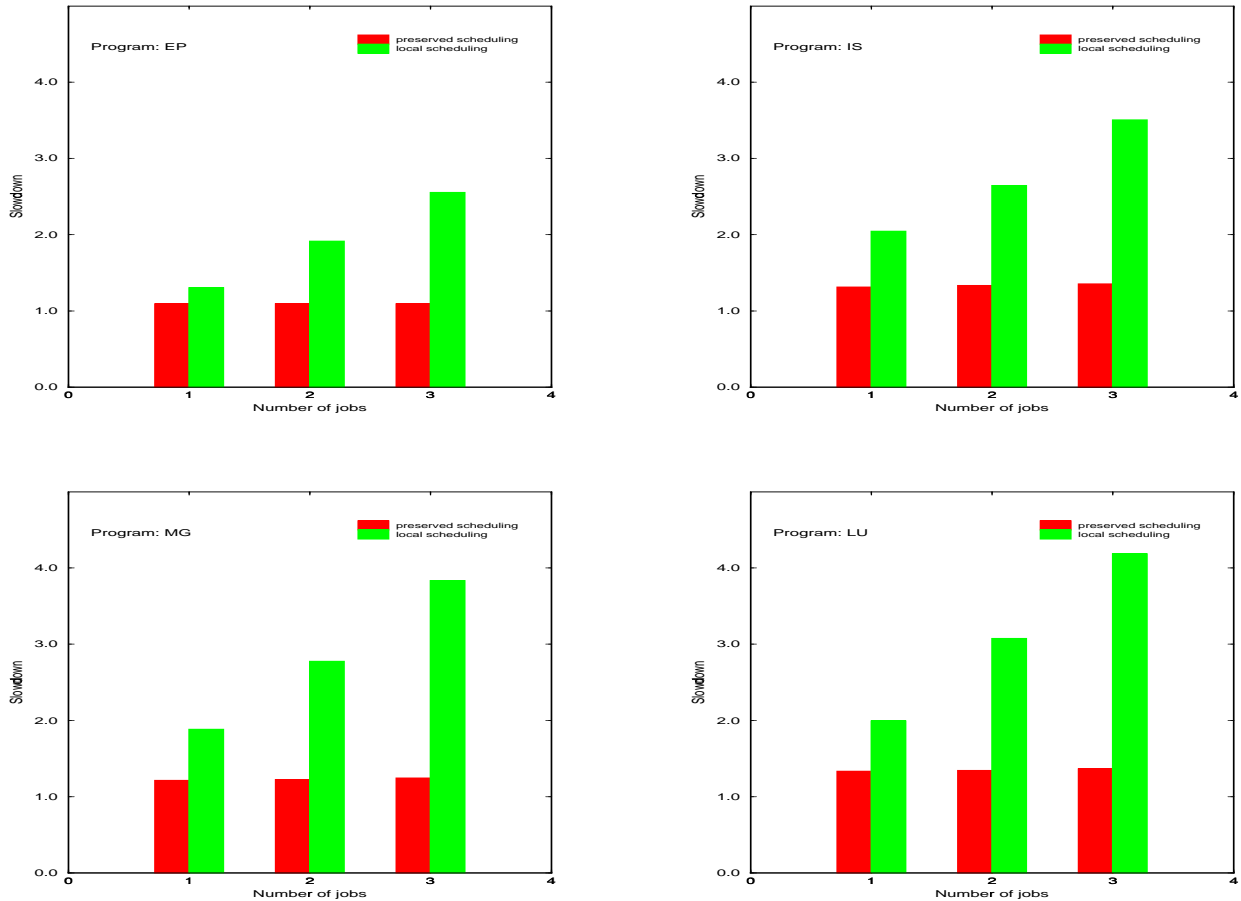 Program: EP
preserved scheduling
local scheduling
4.0
3.0
2.0
1.0
0.0
Slowdown
0 1 2 3 4
Number of jobs
Program: IS
preserved scheduling
local scheduling
4.0
3.0
2.0
1.0
0.0
Slowdown
0 1 2 3 4
Number of jobs
Program: MG
preserved scheduling
local scheduling
4.0
3.0
2.0
1.0
0.0
Slowdown
0 1 2 3 4
Number of jobs
Program: LU
preserved scheduling
local scheduling
4.0
3.0
2.0
1.0
0.0
Slowdown
0 1 2 3 4
Number of jobs